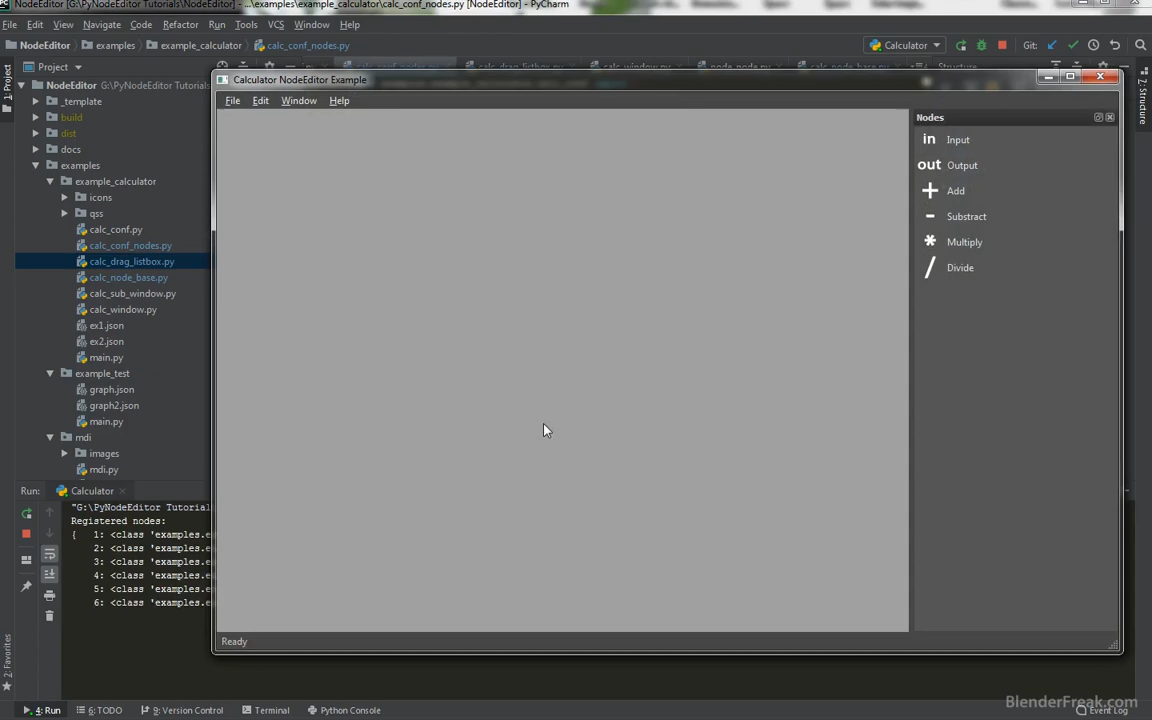 NodeEditor [G:\PyNodeEditor Tutorials\NodeEditor] - ...\examples\example_calculator\calc_conf_nodes.py [NodeEditor] - PyCharm
File Edit View Navigate Code Refactor Run Tools VCS Window Help
NodeEditor examples example_calculator calc_conf_nodes.py Calculator Git:
1: Project
Project
NodeEditor G:\PyNodeEditor Tutorials
_template
build
dist
docs
examples
example_calculator
icons
qss
calc_conf.py
calc_conf_nodes.py
calc_drag_listbox.py
calc_node_base.py
calc_sub_window.py
calc_window.py
ex1.json
ex2.json
main.py
example_test
graph.json
graph2.json
main.py
mdi
images
mdi.py
Calculator NodeEditor Example
File Edit Window Help
Nodes
in Input
out Output
+ Add
- Substract
* Multiply
/ Divide
Ready
7: Structure
Run: Calculator
"G:\PyNodeEditor Tutorial
Registered nodes:
{ 1: <class 'examples.e
2: <class 'examples.e
3: <class 'examples.e
4: <class 'examples.e
5: <class 'examples.e
6: <class 'examples.e
2: Favorites
4: Run 6: TODO 9: Version Control Terminal Python Console Event Log
BlenderFreak.com